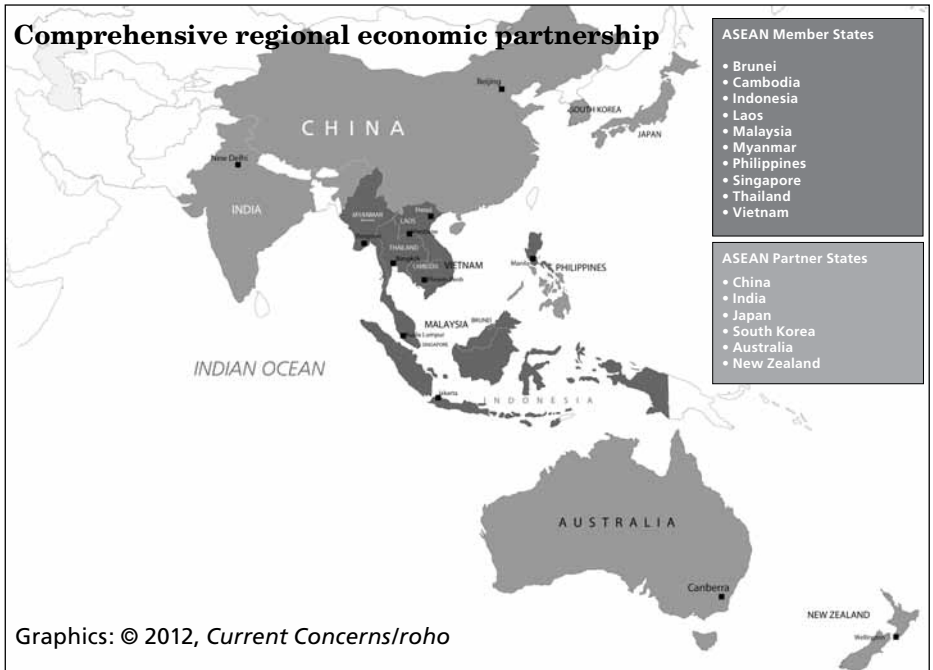 Comprehensive regional economic partnership
ASEAN Member States
• Brunei
• Cambodia
• Indonesia
• Laos
• Malaysia
• Myanmar
• Philippines
• Singapore
• Thailand
• Vietnam
ASEAN Partner States
• China
• India
• Japan
• South Korea
• Australia
• New Zealand
Beijing
CHINA
SOUTH KOREA
JAPAN
New Delhi
INDIA
MYANMAR
LAOS
Hanoi
THAILAND
Bangkok
VIETNAM
PHILIPPINES
MALAYSIA
BRUNEI
Kuala Lumpur
SINGAPORE
INDIAN OCEAN
Jakarta
INDONESIA
AUSTRALIA
Canberra
NEW ZEALAND
Wellington
Graphics: © 2012, Current Concerns/roho